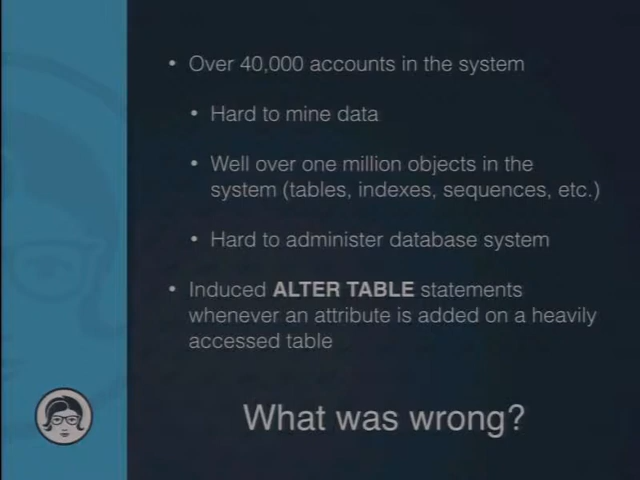 • Over 40,000 accounts in the system
• Hard to mine data
• Well over one million objects in the
system (tables, indexes, sequences, etc.)
• Hard to administer database system
• Induced ALTER TABLE statements
whenever an attribute is added on a heavily
accessed table
What was wrong?